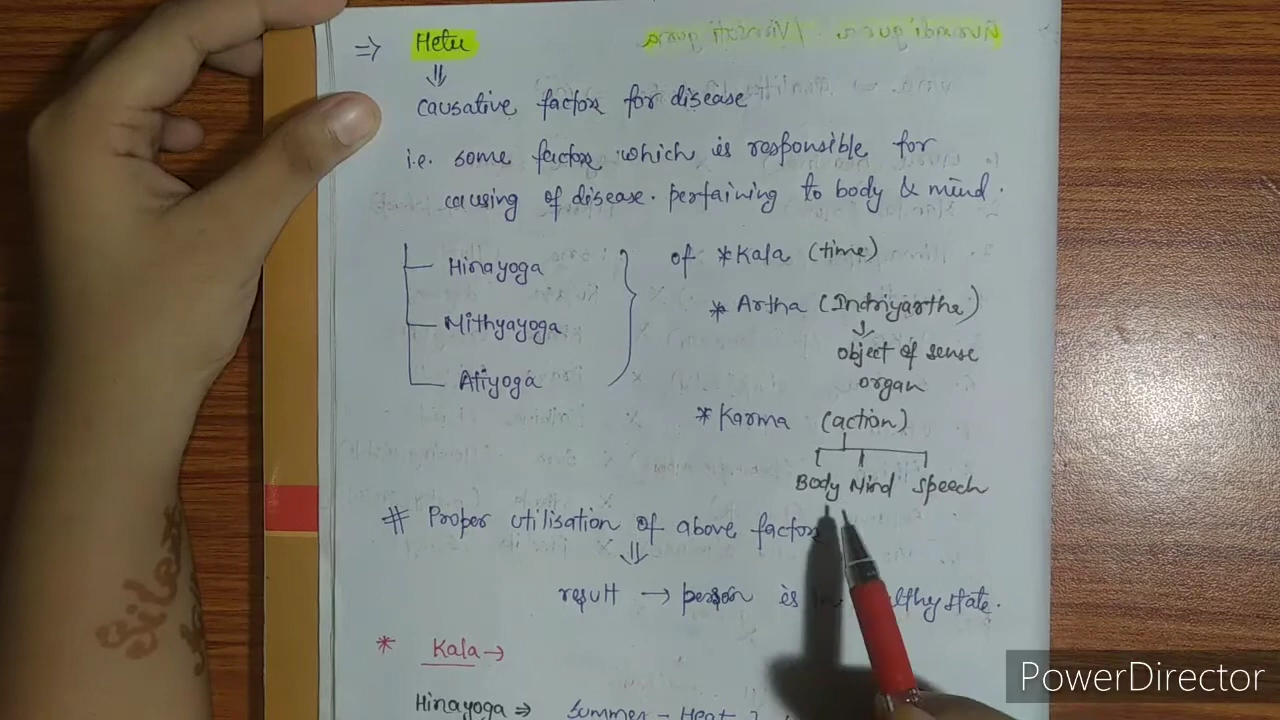 ⇒ Hetu
⇓
causative factor for disease
i.e. some factor which is responsible for
causing of disease. pertaining to body & mind.
Hinayoga
Mithyayoga
Atiyoga
of * Kala (time)
* Artha (Indriyartha)
↓
object of sense
organ
* Karma (action)
Body Mind Speech
# Proper utilisation of above factor
⇓
result → person is in healthy state.
* Kala →
Hinayoga ⇒ Summer - Heat
PowerDirector